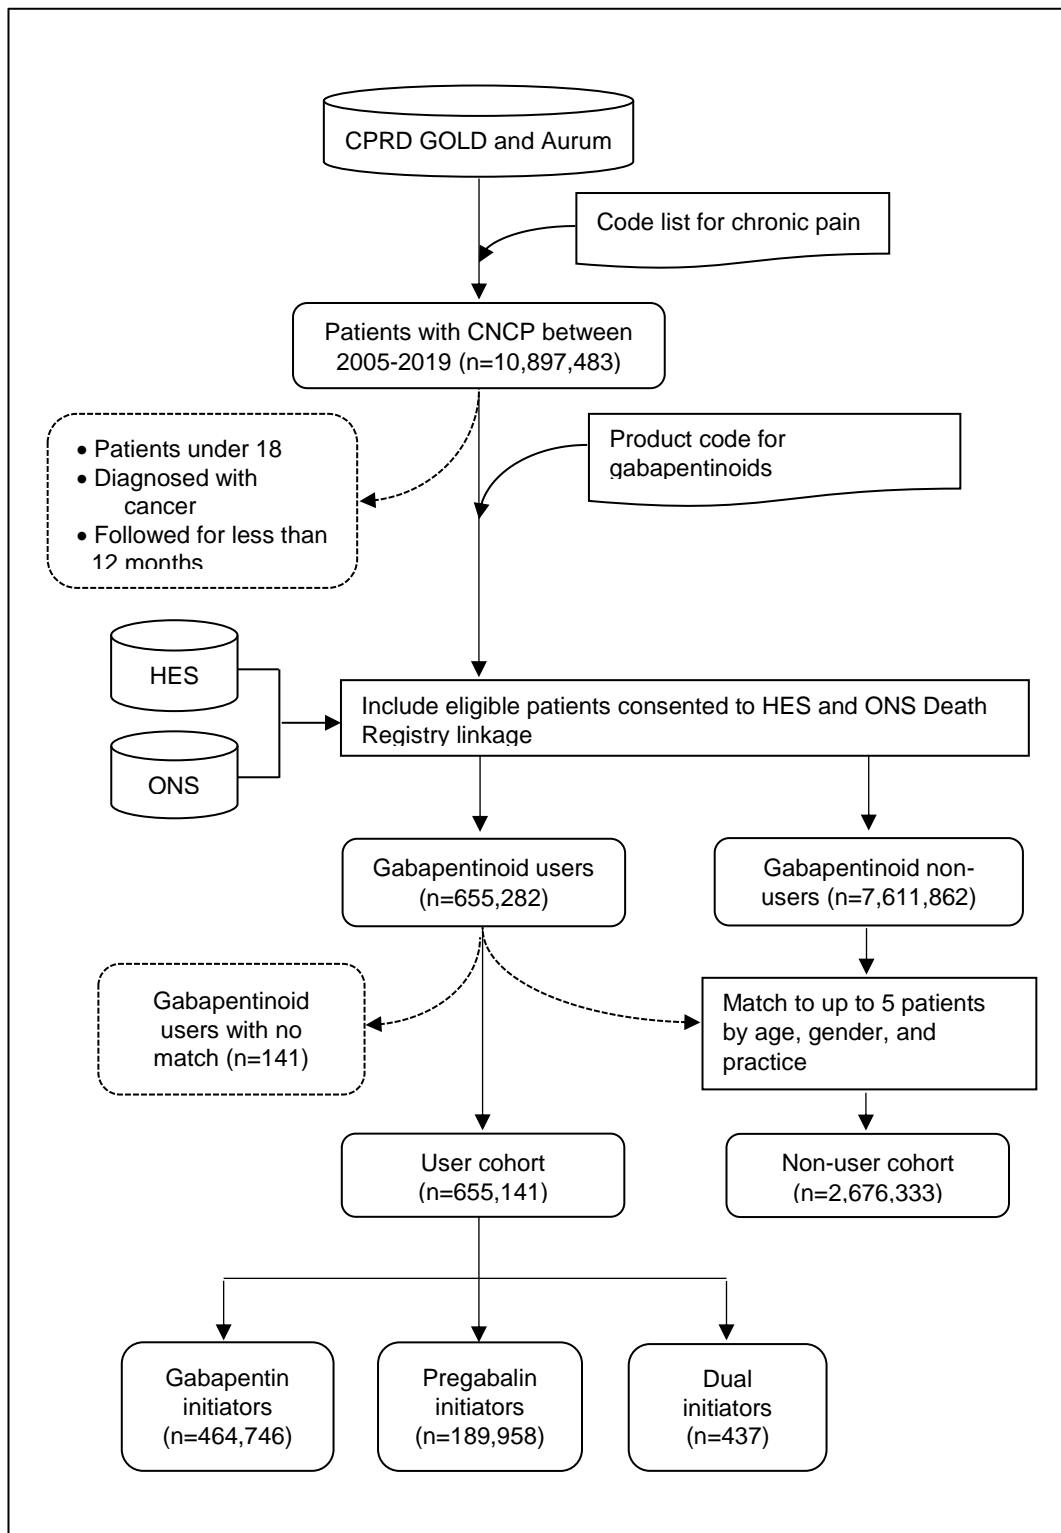 CPRD GOLD and Aurum
Code list for chronic pain
Patients with CNCP between
2005-2019 (n=10,897,483)
• Patients under 18
• Diagnosed with
cancer
• Followed for less than
12 months
Product code for
gabapentinoids
HES
ONS
Include eligible patients consented to HES and ONS Death
Registry linkage
Gabapentinoid users
(n=655,282)
Gabapentinoid non-
users (n=7,611,862)
Gabapentinoid
users with no
match (n=141)
Match to up to 5 patients
by age, gender, and
practice
User cohort
(n=655,141)
Non-user cohort
(n=2,676,333)
Gabapentin
initiators
(n=464,746)
Pregabalin
initiators
(n=189,958)
Dual
initiators
(n=437)